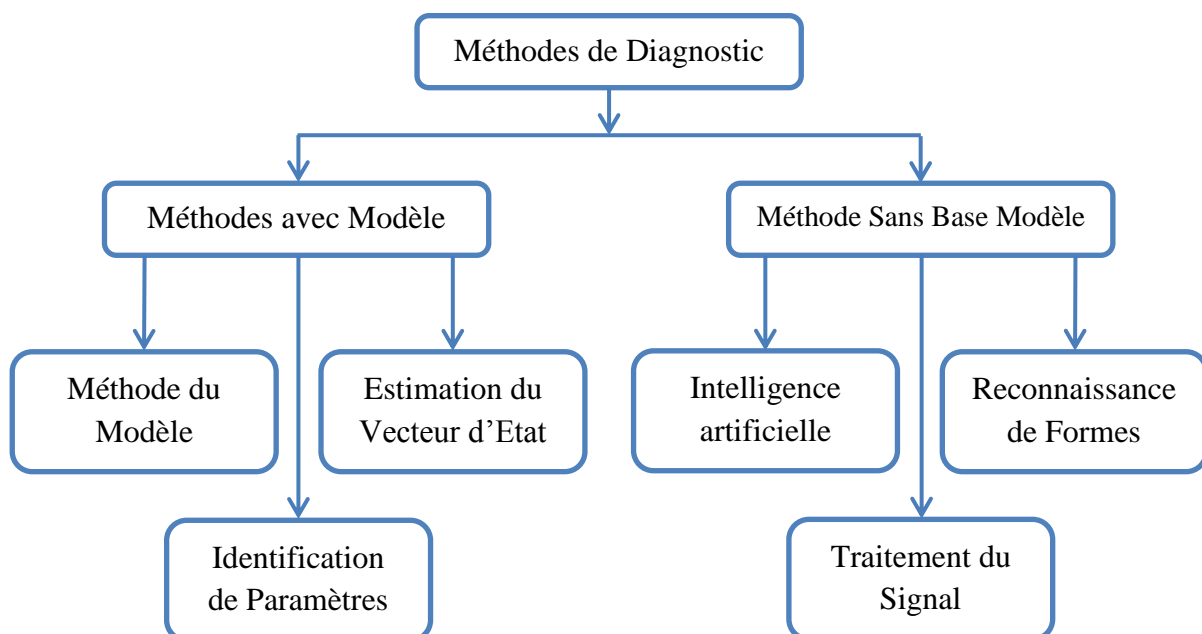 Méthodes de Diagnostic
Méthodes avec Modèle
Méthode Sans Base Modèle
Méthode du
Modèle
Estimation du
Vecteur d’Etat
Intelligence
artificielle
Reconnaissance
de Formes
Identification
de Paramètres
Traitement du
Signal